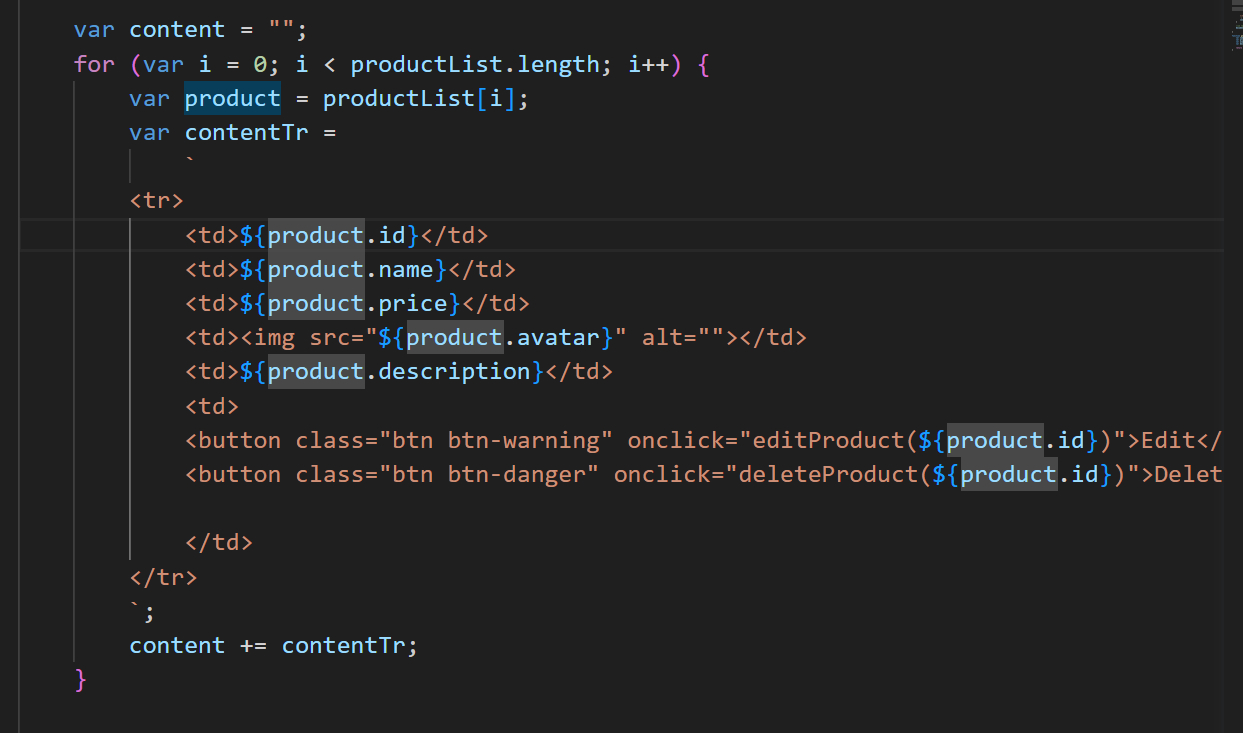 var content = "";
for (var i = 0; i < productList.length; i++) {
var product = productList[i];
var contentTr =
`
<tr>
<td>${product.id}</td>
<td>${product.name}</td>
<td>${product.price}</td>
<td><img src="${product.avatar}" alt=""></td>
<td>${product.description}</td>
<td>
<button class="btn btn-warning" onclick="editProduct(${product.id})">Edit</
<button class="btn btn-danger" onclick="deleteProduct(${product.id})">Delet
</td>
</tr>
`;
content += contentTr;
}